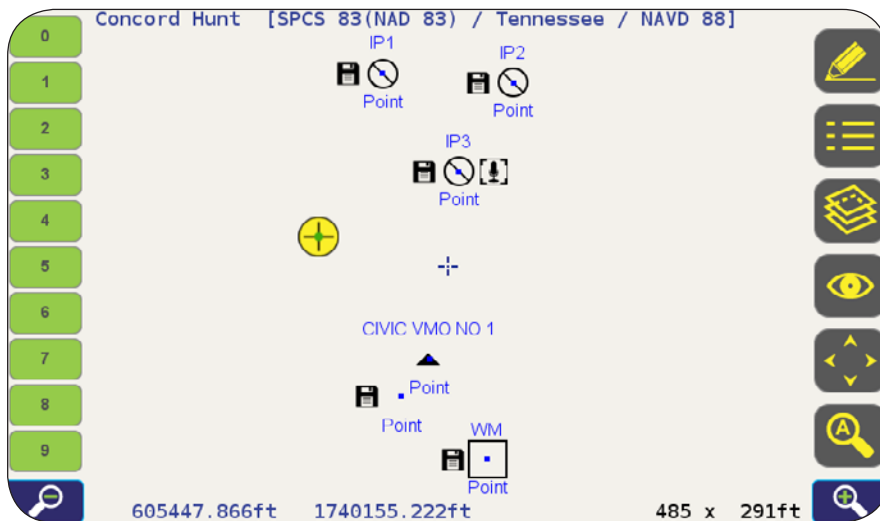 Concord Hunt [SPCS 83(NAD 83) / Tennessee / NAVD 88]
0
1
2
3
4
5
6
7
8
9
IP1
Point
IP2
Point
IP3
Point
CIVIC VMO NO 1
Point
Point
WM
Point
A
605447.866ft 1740155.222ft 485 x 291ft